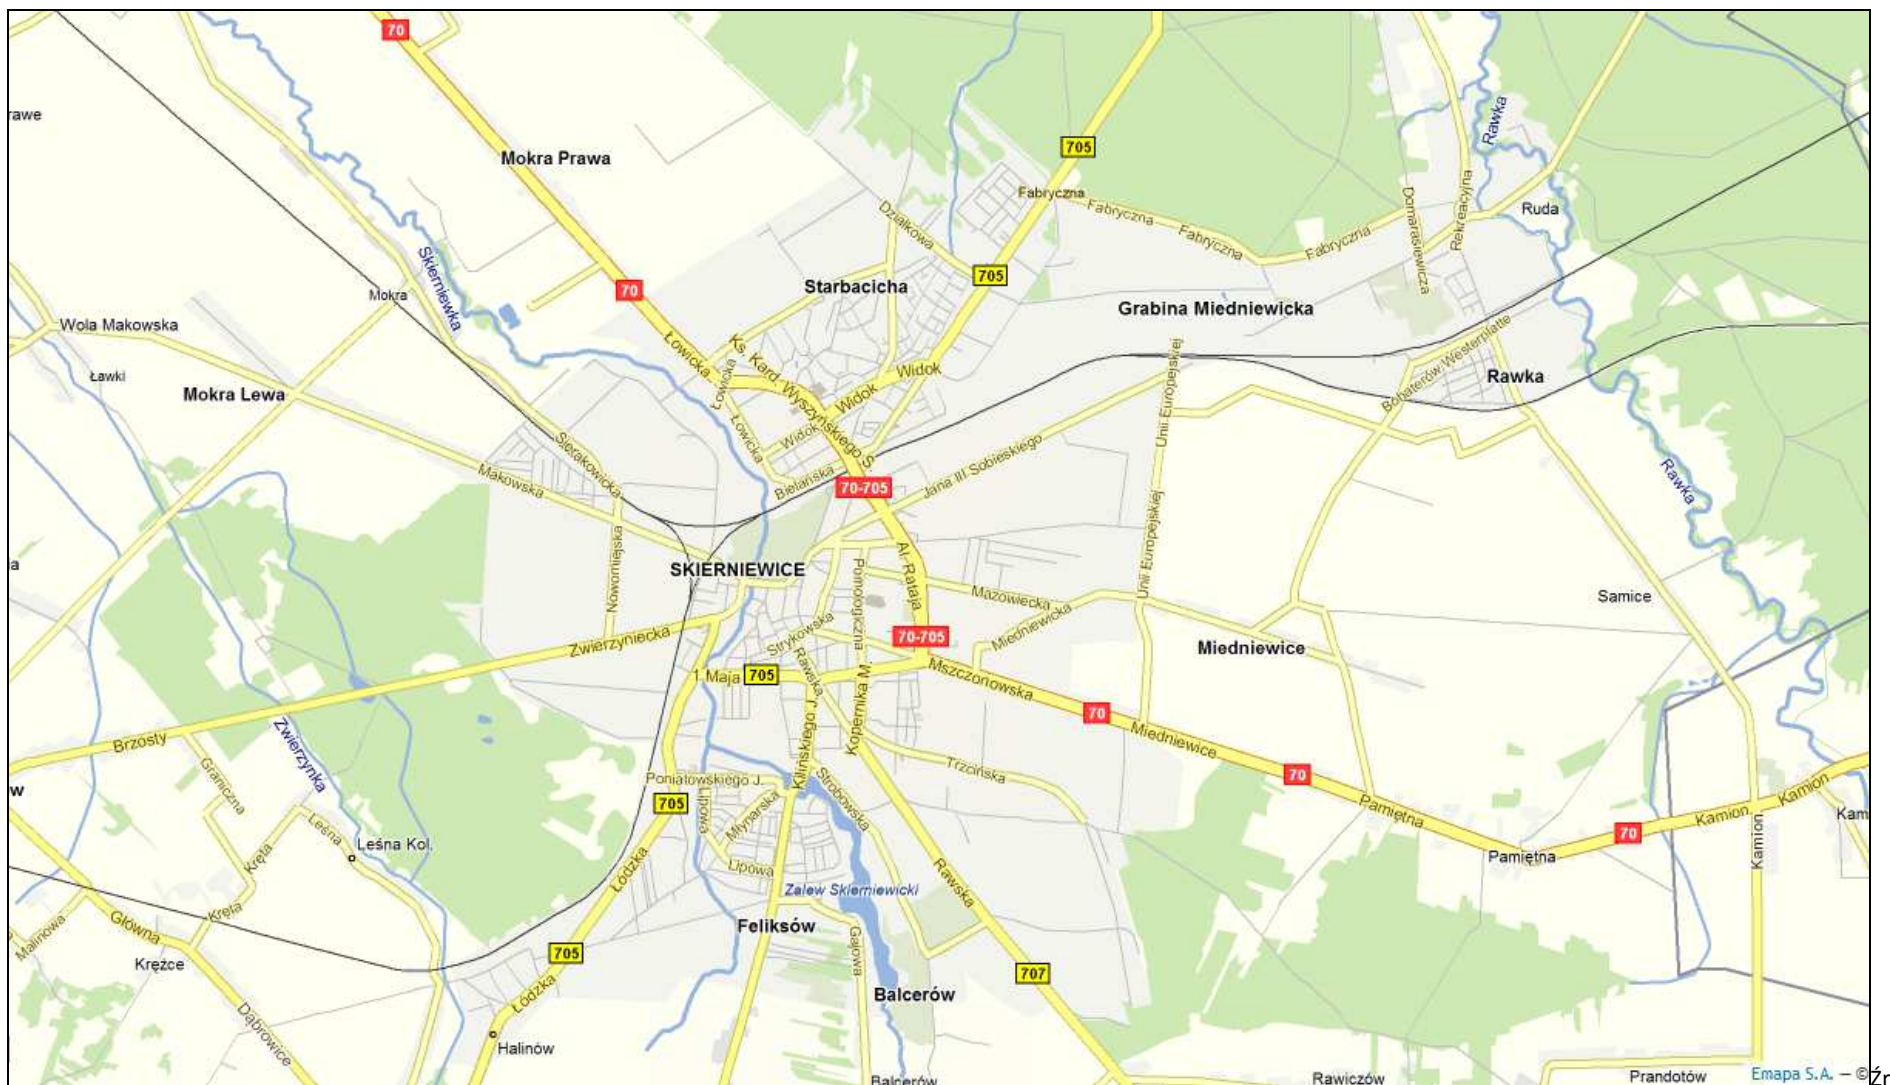 70
rawe
Rawka
Mokra Prawa
705
Fabryczna
Fabryczna
Fabryczna
Fabryczna
Domarasiewicza
Rekreacyjna
Ruda
Działkowa
Skierniewka
Mokra
70
Starbacicha
705
Grabina Miedniewicka
Wola Makowska
Ławki
Mokra Lewa
Łowicka
Ks. Kard. Wyszyńskiego S.
Łowicka
Widok
Widok
Widok
Łowicka
Unii Europejskiej
Bohaterów Westerplatte
Rawka
Sierakowicka
Makowska
Bielańska
70-705
Jana III Sobieskiego
Rawka
Unii Europejskiej
a
Nowomiejska
SKIERNIEWICE
Pomologiczna
Al. Rataja
Mazowiecka
Miedniewicka
Samice
Zwierzyniecka
Strykowska
70-705
Miedniewice
1 Maja
705
Rawska
Kopernika M.
Mszczonowska
70
Miedniewice
Brzosty
Zwierzynka
Graniczna
Kilińskiego J.
Trzcińska
70
w
Poniatowskiego J.
705
Lipowa
Młynarska
Strobowska
Pamiętna
Kamion
Kamion
70
Kam
Leśna
Leśna Kol.
Kręta
Lipowa
Łódzka
Rawska
Pamiętna
Kamion
Zalew Skierniewicki
Kręta
Malinowa
Główna
Feliksów
705
Gajowa
Krężce
707
Łódzka
Balcerów
Dąbrowice
Halinów
Balcerów
Rawiczów
Prandotów
Emapa S.A. – ©
Źr